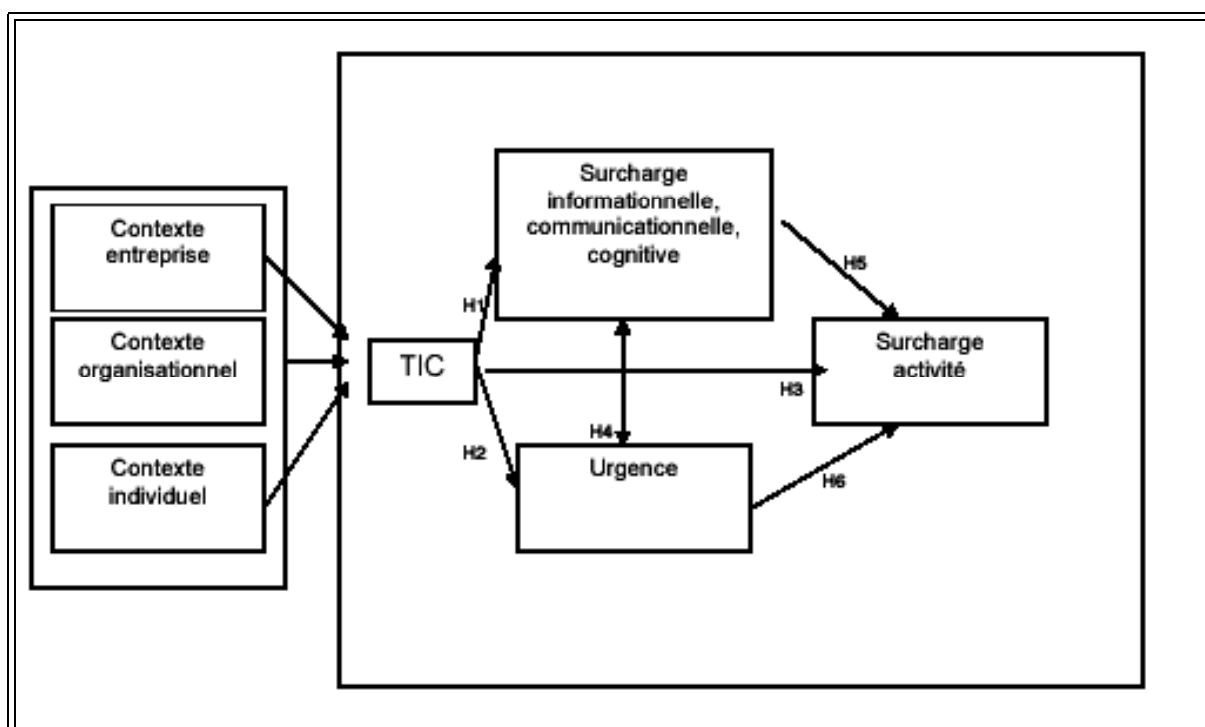 Contexte
entreprise
Contexte
organisationnel
Contexte
individuel
TIC
H1
H2
Surcharge
informationnelle,
communicationnelle,
cognitive
H4
Urgence
H5
H3
H6
Surcharge
activité